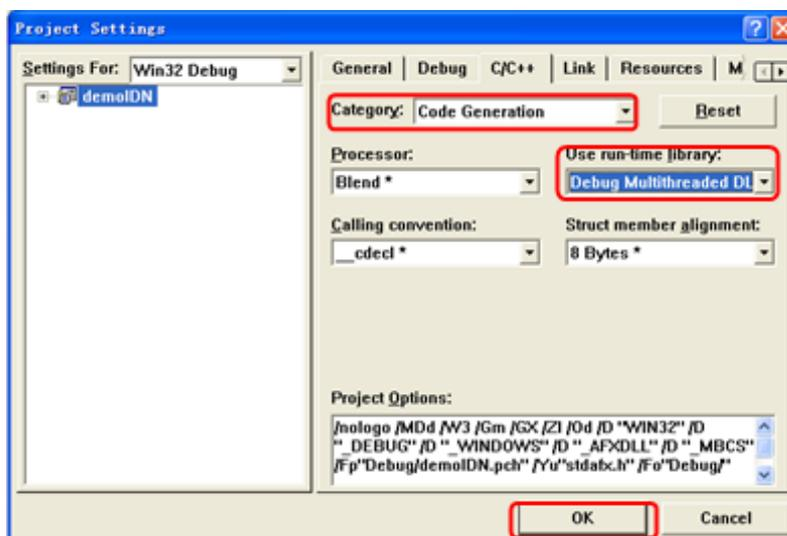 Project Settings
Settings For: Win32 Debug
demoIDN
General Debug C/C++ Link Resources M
Category: Code Generation
Reset
Processor:
Use run-time library:
Blend *
Debug Multithreaded DL
Calling convention:
Struct member alignment:
__cdecl *
8 Bytes *
Project Options:
/nologo /MDd /W3 /Gm /GX /ZI /Od /D "WIN32" /D
"_DEBUG" /D "_WINDOWS" /D "_AFXDLL" /D "_MBCS"
/Fp"Debug/demoIDN.pch" /Yu"stdafx.h" /Fo"Debug/"
OK
Cancel